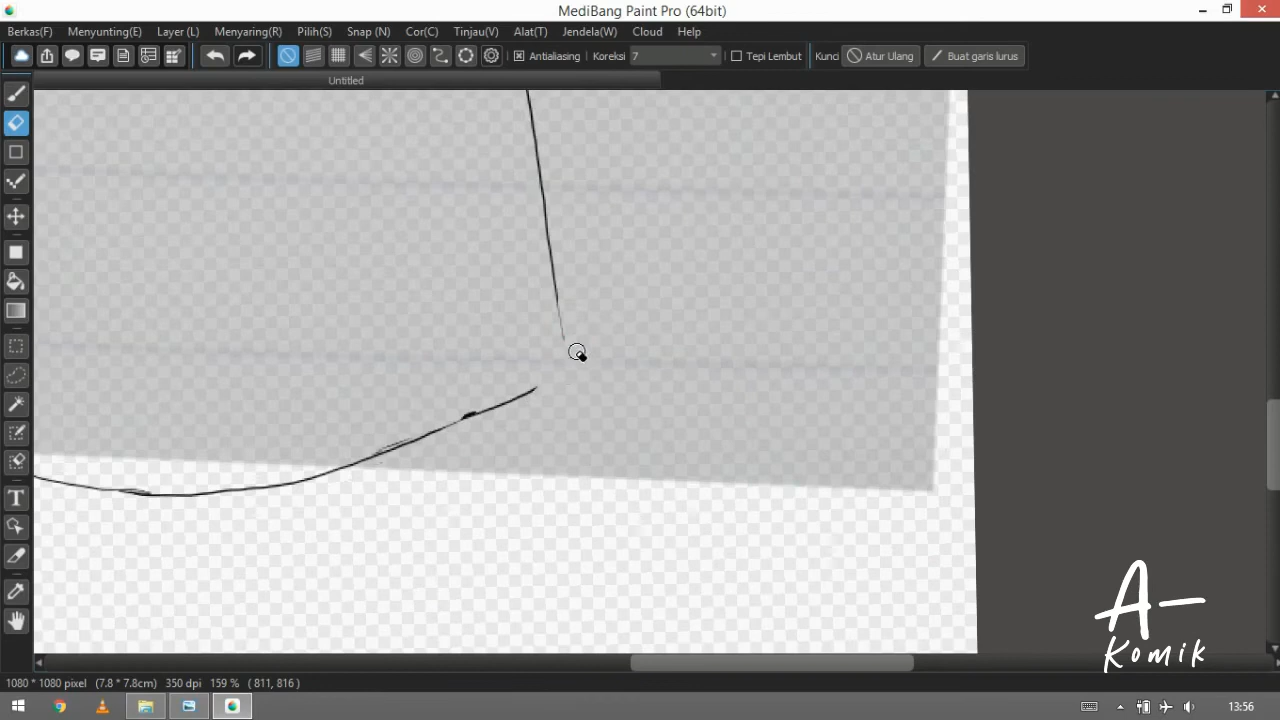 MediBang Paint Pro (64bit)
Berkas(F) Menyunting(E) Layer (L) Menyaring(R) Pilih(S) Snap (N) Cor(C) Tinjau(V) Alat(T) Jendela(W) Cloud Help
Antialiasing Koreksi 7 Tepi Lembut Kunci Atur Ulang Buat garis lurus
Untitled
T
A-
Komik
1080 * 1080 pixel (7.8 * 7.8cm) 350 dpi 159 % ( 811, 816 )
13:56